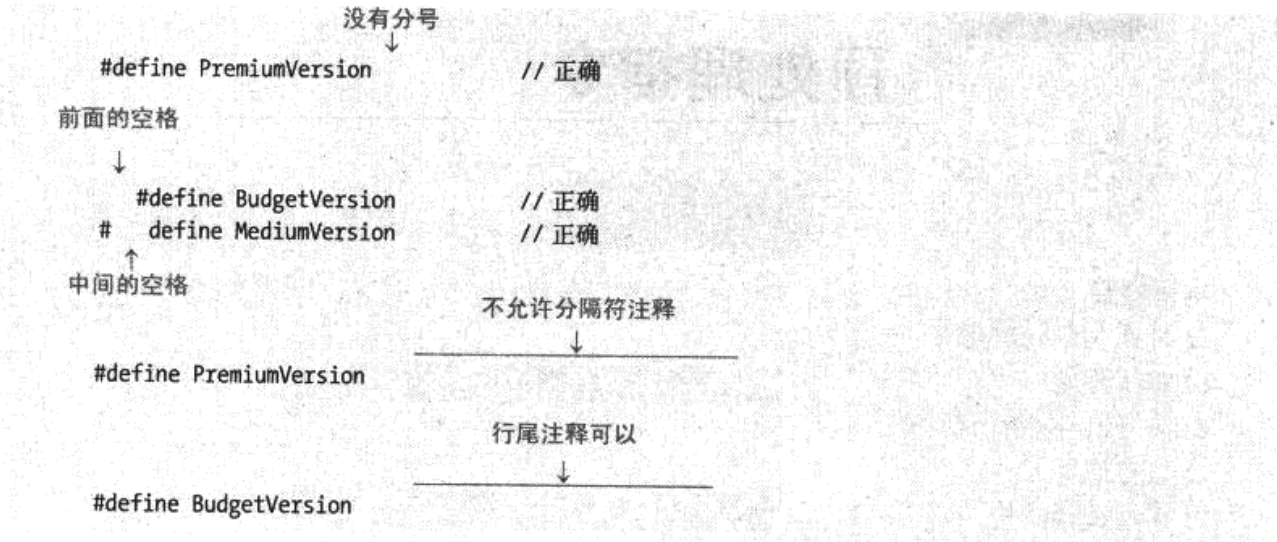 没有分号
↓
#define PremiumVersion // 正确
前面的空格
↓
#define BudgetVersion // 正确
# define MediumVersion // 正确
↑
中间的空格
不允许分隔符注释
↓
#define PremiumVersion
行尾注释可以
↓
#define BudgetVersion